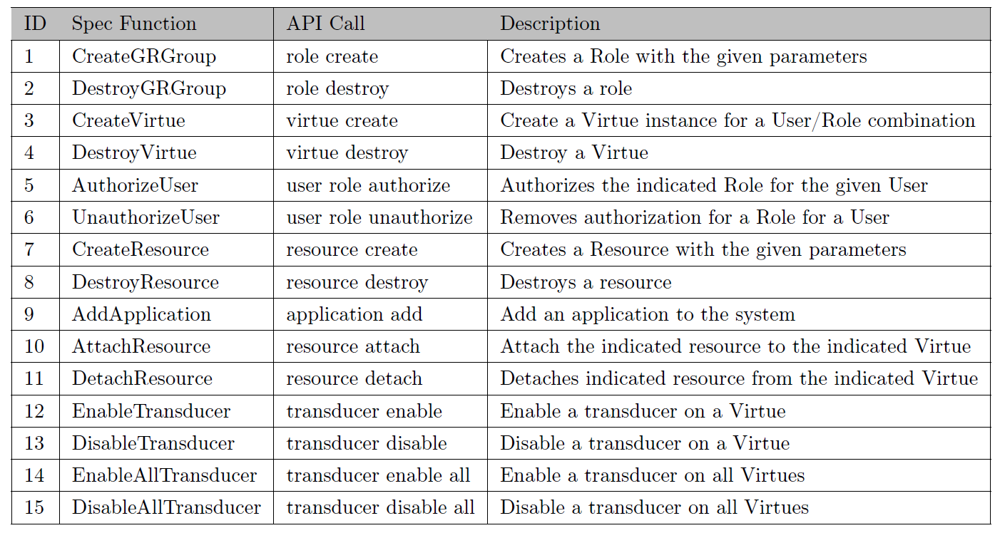 ID Spec Function API Call Description
1 CreateGRGroup role create Creates a Role with the given parameters
2 DestroyGRGroup role destroy Destroys a role
3 CreateVirtue virtue create Create a Virtue instance for a User/Role combination
4 DestroyVirtue virtue destroy Destroy a Virtue
5 AuthorizeUser user role authorize Authorizes the indicated Role for the given User
6 UnauthorizeUser user role unauthorize Removes authorization for a Role for a User
7 CreateResource resource create Creates a Resource with the given parameters
8 DestroyResource resource destroy Destroys a resource
9 AddApplication application add Add an application to the system
10 AttachResource resource attach Attach the indicated resource to the indicated Virtue
11 DetachResource resource detach Detaches indicated resource from the indicated Virtue
12 EnableTransducer transducer enable Enable a transducer on a Virtue
13 DisableTransducer transducer disable Disable a transducer on a Virtue
14 EnableAllTransducer transducer enable all Enable a transducer on all Virtues
15 DisableAllTransducer transducer disable all Disable a transducer on all Virtues